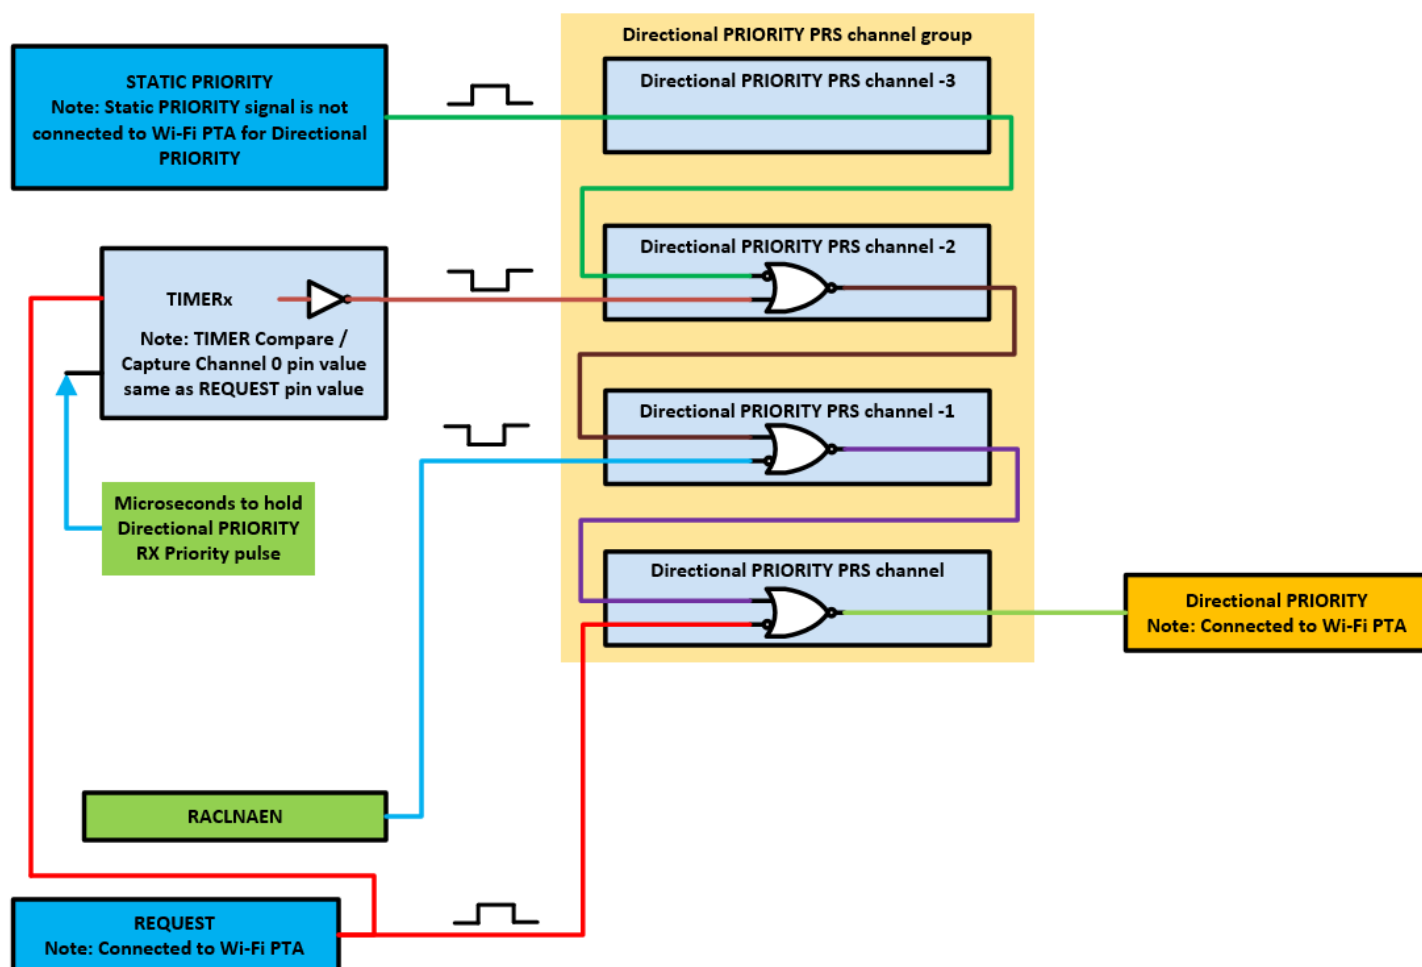 Directional PRIORITY PRS channel group
STATIC PRIORITY
Note: Static PRIORITY signal is not
connected to Wi-Fi PTA for Directional
PRIORITY
Directional PRIORITY PRS channel -3
Directional PRIORITY PRS channel -2
TIMERx
Note: TIMER Compare /
Capture Channel 0 pin value
same as REQUEST pin value
Directional PRIORITY PRS channel -1
Microseconds to hold
Directional PRIORITY
RX Priority pulse
Directional PRIORITY PRS channel
Directional PRIORITY
Note: Connected to Wi-Fi PTA
RACLNAEN
REQUEST
Note: Connected to Wi-Fi PTA